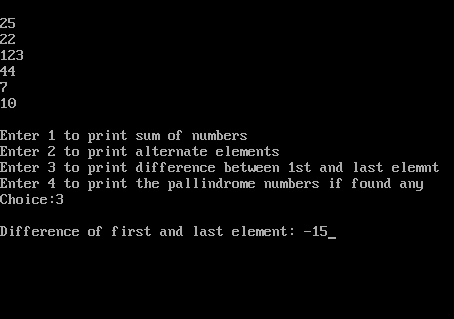 25
22
123
44
7
10
Enter 1 to print sum of numbers
Enter 2 to print alternate elements
Enter 3 to print difference between 1st and last elemnt
Enter 4 to print the pallindrome numbers if found any
Choice:3
Difference of first and last element: -15_